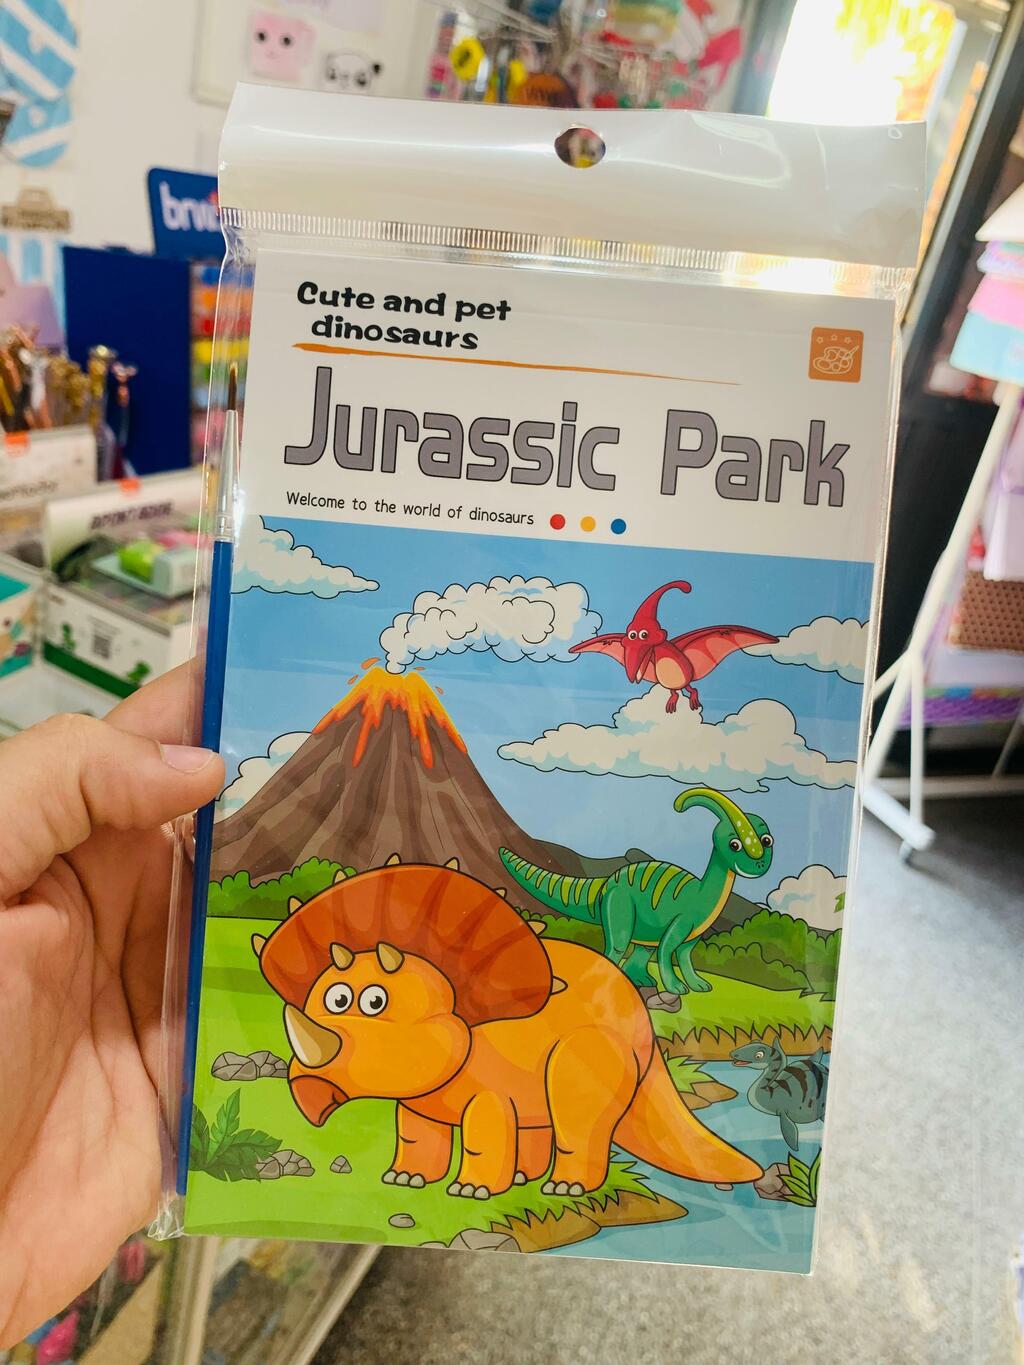 Cute and pet
dinosaurs
Jurassic Park
Welcome to the world of dinosaurs